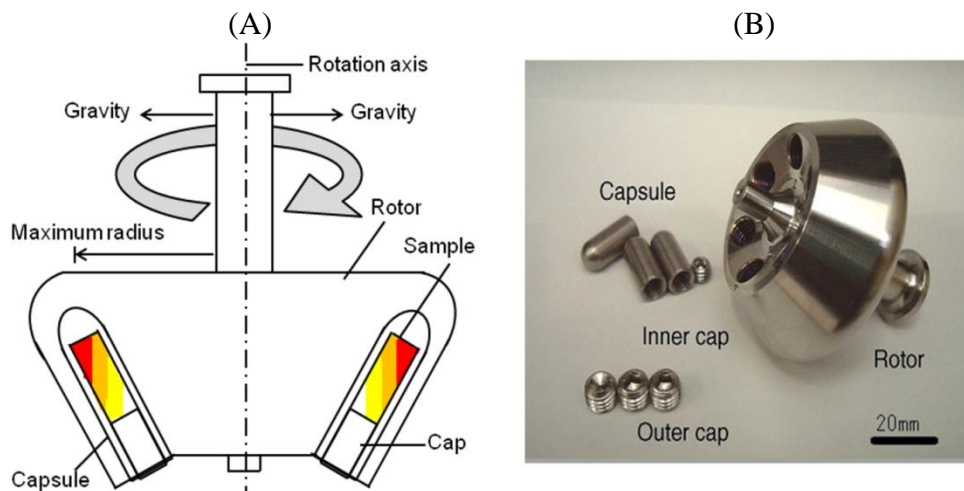 (A)
Rotation axis
Gravity
Gravity
Rotor
Maximum radius
Sample
Cap
Capsule
(B)
Capsule
Inner cap
Rotor
Outer cap
20mm